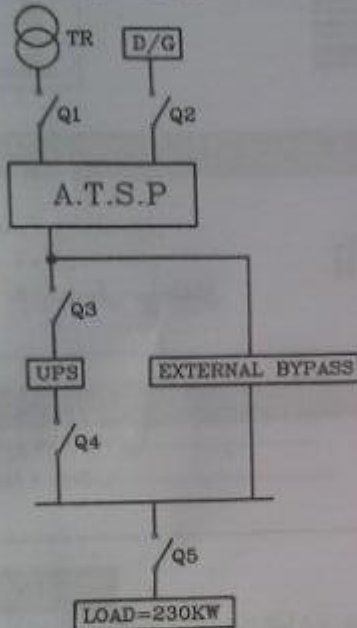 TR
D/G
Q1
Q2
A.T.S.P
Q3
UPS
EXTERNAL BYPASS
Q4
Q5
LOAD=230KW